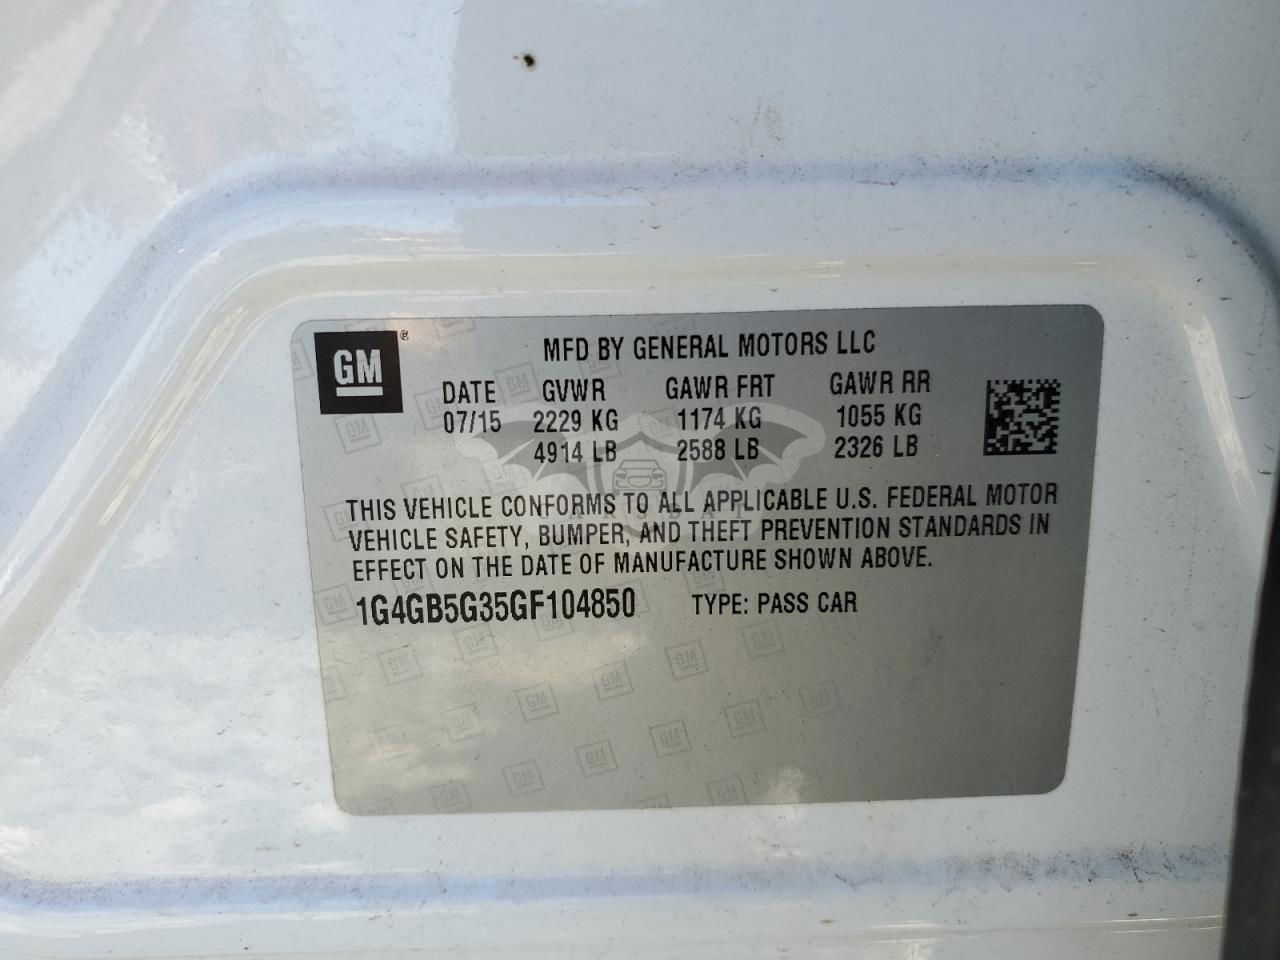 GM
MFD BY GENERAL MOTORS LLC
DATE GVWR GAWR FRT GAWR RR
07/15 2229 KG 1174 KG 1055 KG
4914 LB 2588 LB 2326 LB
THIS VEHICLE CONFORMS TO ALL APPLICABLE U.S. FEDERAL MOTOR
VEHICLE SAFETY, BUMPER, AND THEFT PREVENTION STANDARDS IN
EFFECT ON THE DATE OF MANUFACTURE SHOWN ABOVE.
1G4GB5G35GF104850 TYPE: PASS CAR